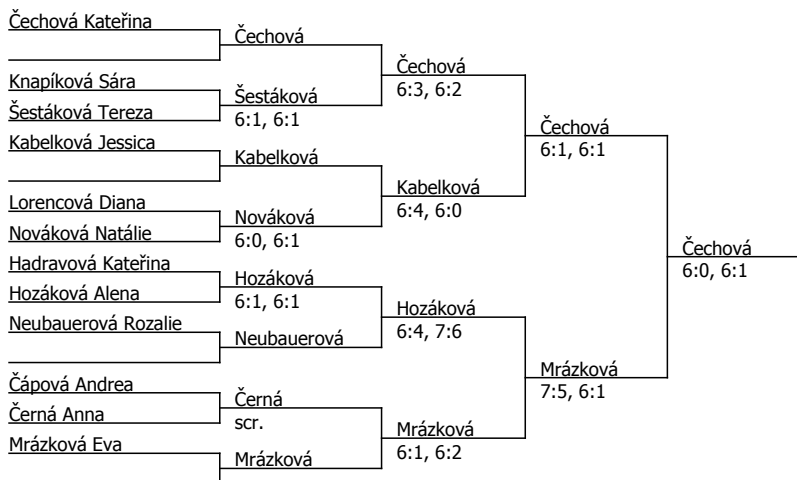 Čechová Kateřina
Knapíková Sára
Šestáková Tereza
Kabelková Jessica
Lorencová Diana
Nováková Natálie
Hadravová Kateřina
Hozáková Alena
Neubauerová Rozalie
Čápová Andrea
Černá Anna
Mrázková Eva
Čechová
Šestáková
6:1, 6:1
Kabelková
Nováková
6:0, 6:1
Hozáková
6:1, 6:1
Neubauerová
Černá
scr.
Mrázková
Čechová
6:3, 6:2
Kabelková
6:4, 6:0
Hozáková
6:4, 7:6
Mrázková
6:1, 6:2
Čechová
6:1, 6:1
Mrázková
7:5, 6:1
Čechová
6:0, 6:1